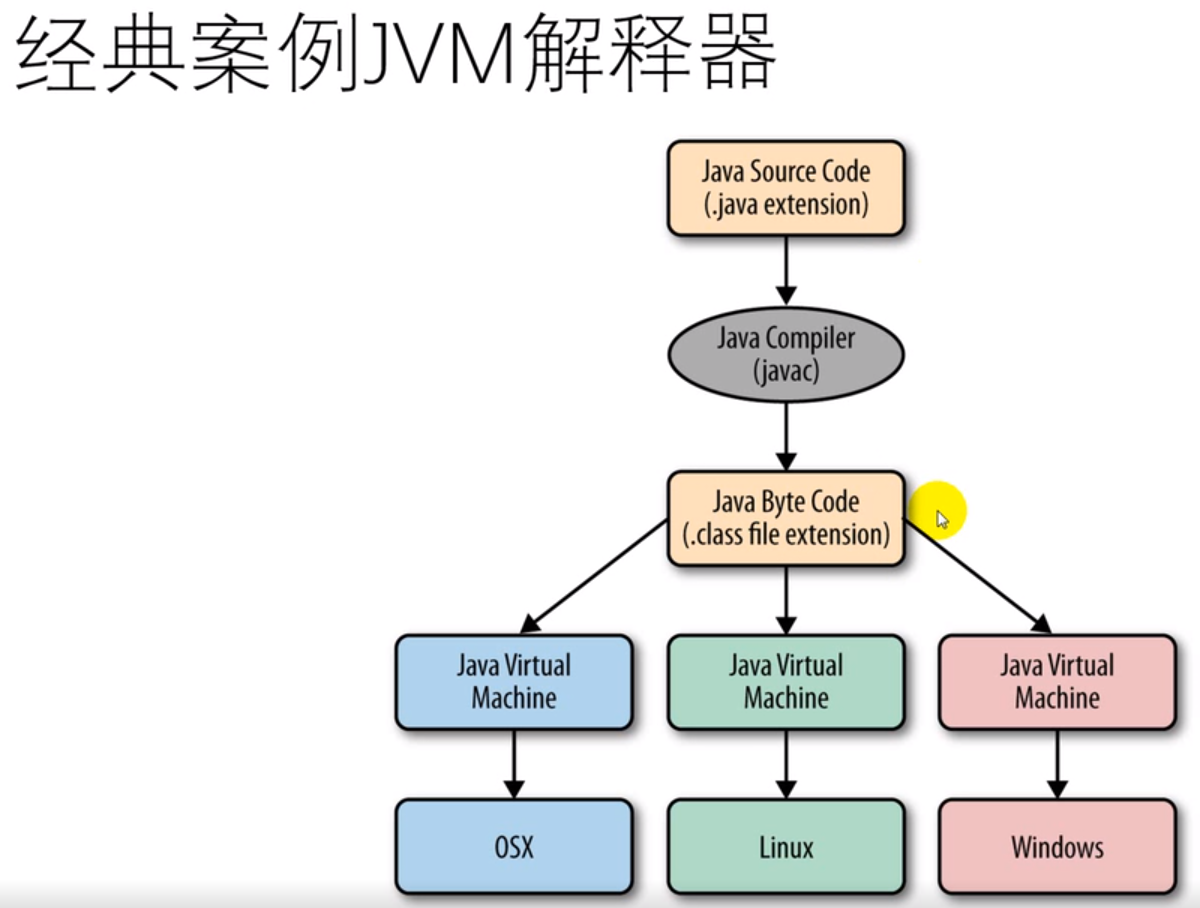 经典案例JVM解释器
Java Source Code
(.java extension)
Java Compiler
(javac)
Java Byte Code
(.class file extension)
Java Virtual
Machine
Java Virtual
Machine
Java Virtual
Machine
OSX
Linux
Windows